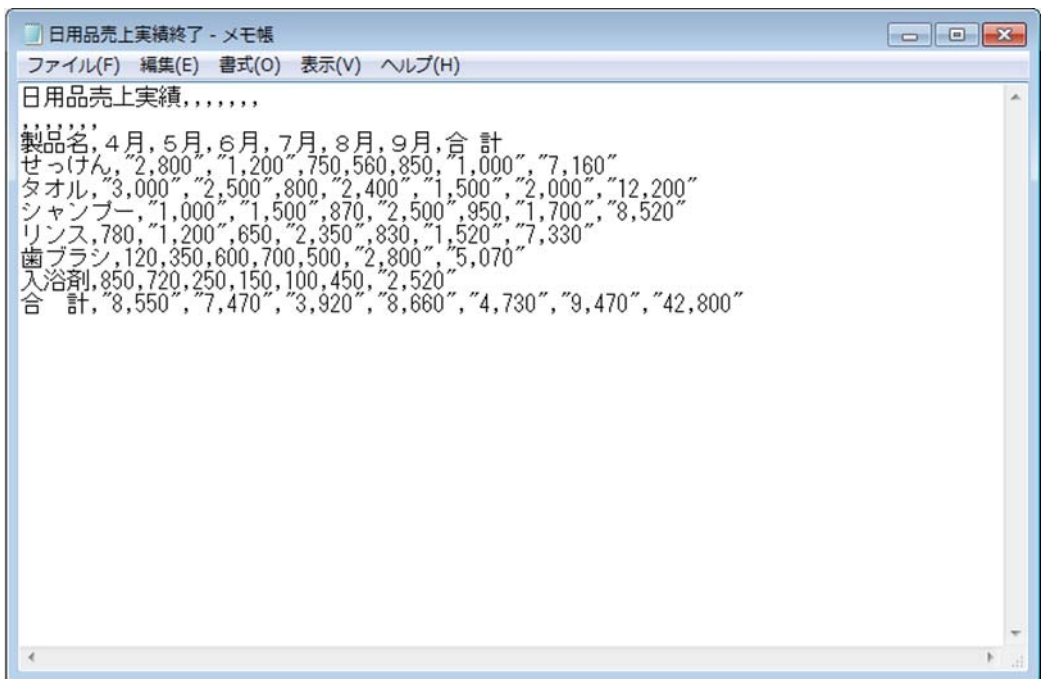 日用品売上実績終了 - メモ帳
ファイル(F) 編集(E) 書式(O) 表示(V) ヘルプ(H)
日用品売上実績,,,,,,,
,,,,,,,
製品名,４月,５月,６月,７月,８月,９月,合 計
せっけん,"2,800","1,200",750,560,850,"1,000","7,160"
タオル,"3,000","2,500",800,"2,400","1,500","2,000","12,200"
シャンプー,"1,000","1,500",870,"2,500",950,"1,700","8,520"
リンス,780,"1,200",650,"2,350",830,"1,520","7,330"
歯ブラシ,120,350,600,700,500,"2,800","5,070"
入浴剤,850,720,250,150,100,450,"2,520"
合　計,"8,550","7,470","3,920","8,660","4,730","9,470","42,800"